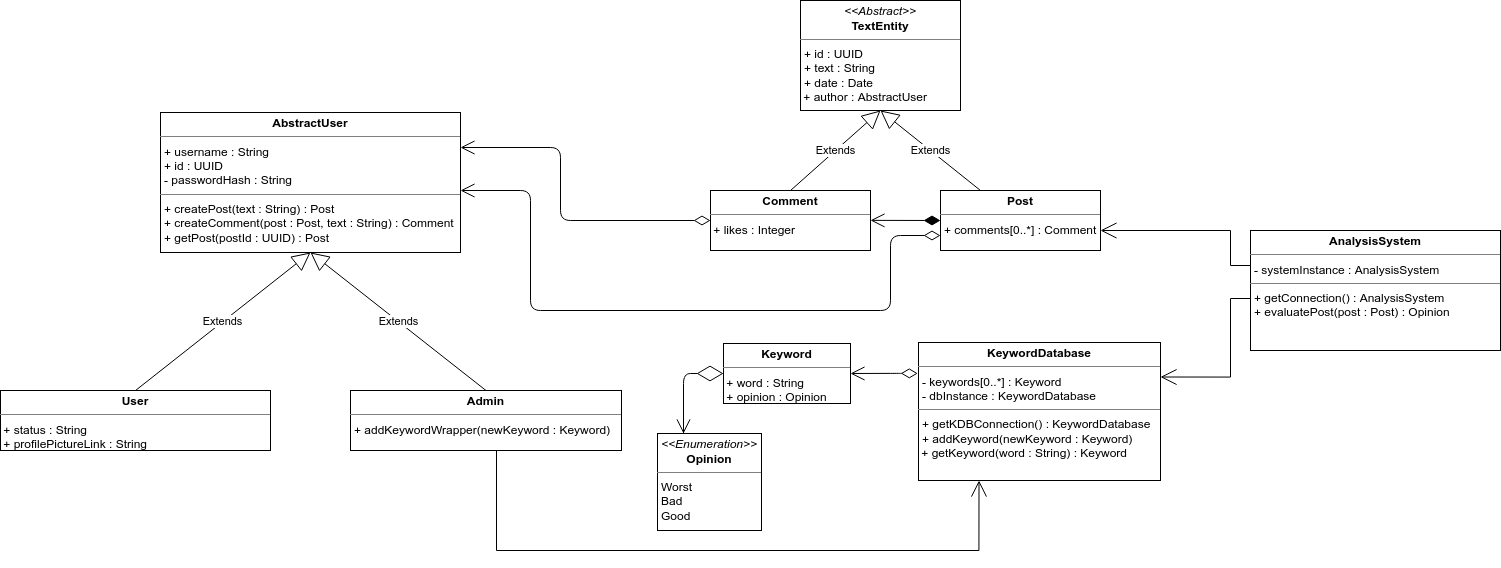 <<Abstract>>
TextEntity
+ id : UUID
+ text : String
+ date : Date
+ author : AbstractUser
AbstractUser
+ username : String
+ id : UUID
- passwordHash : String
+ createPost(text : String) : Post
+ createComment(post : Post, text : String) : Comment
+ getPost(postId : UUID) : Post
Extends
Extends
Comment
+ likes : Integer
Post
+ comments[0..*] : Comment
AnalysisSystem
- systemInstance : AnalysisSystem
+ getConnection() : AnalysisSystem
+ evaluatePost(post : Post) : Opinion
Extends
Extends
Keyword
+ word : String
+ opinion : Opinion
KeywordDatabase
- keywords[0..*] : Keyword
- dbInstance : KeywordDatabase
+ getKDBConnection() : KeywordDatabase
+ addKeyword(newKeyword : Keyword)
+ getKeyword(word : String) : Keyword
User
+ status : String
+ profilePictureLink : String
Admin
+ addKeywordWrapper(newKeyword : Keyword)
<<Enumeration>>
Opinion
Worst
Bad
Good